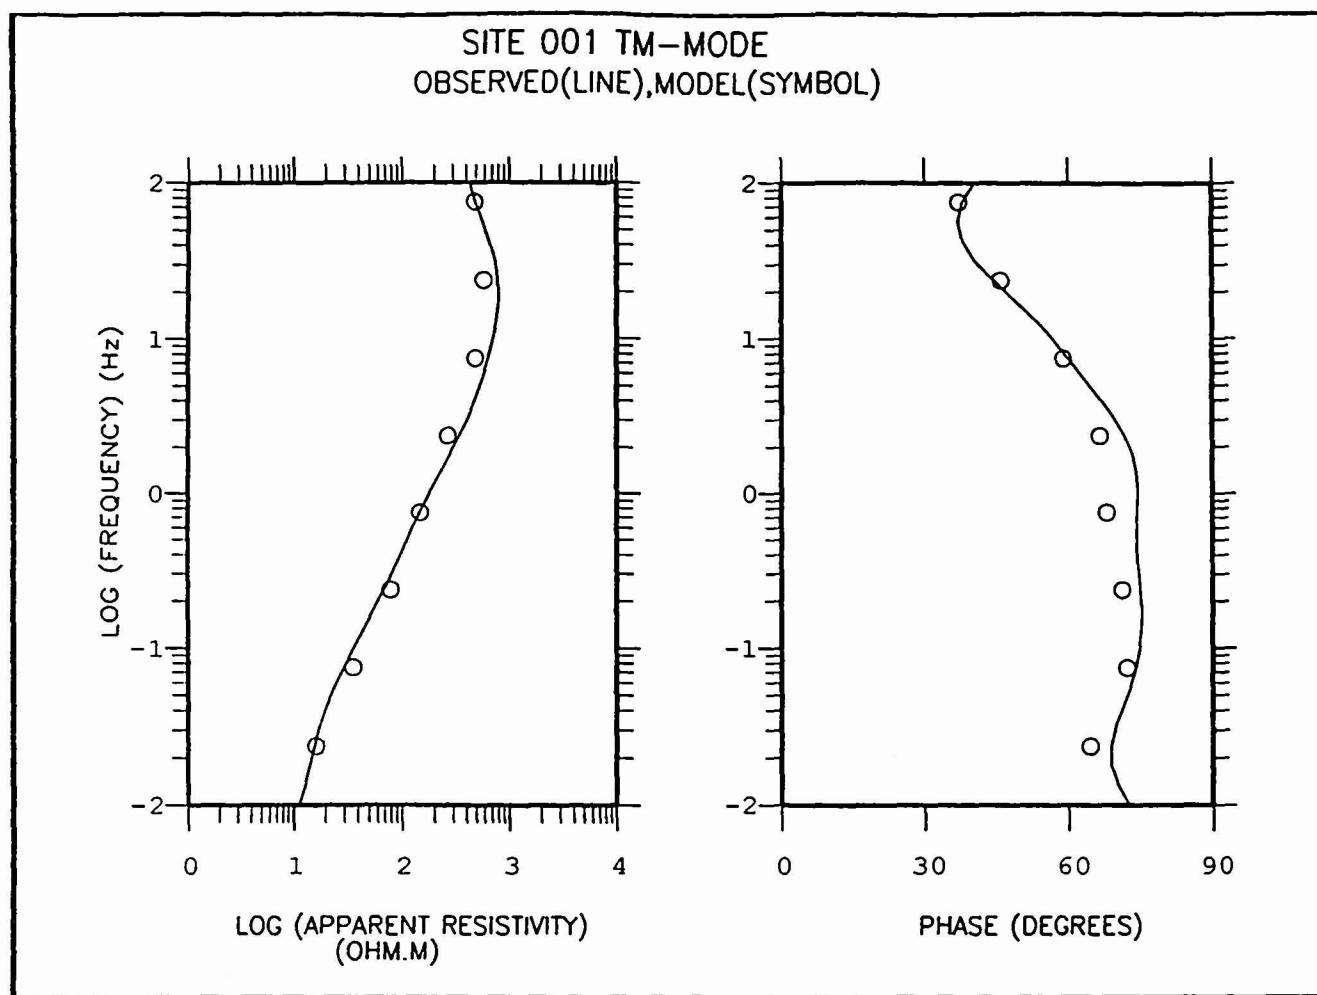 SITE 001 TM-MODE
OBSERVED(LINE),MODEL(SYMBOL)
LOG (FREQUENCY) (Hz)
2
1
0
-1
-2
0 1 2 3 4
LOG (APPARENT RESISTIVITY)
(OHM.M)
2
1
0
-1
-2
0 30 60 90
PHASE (DEGREES)